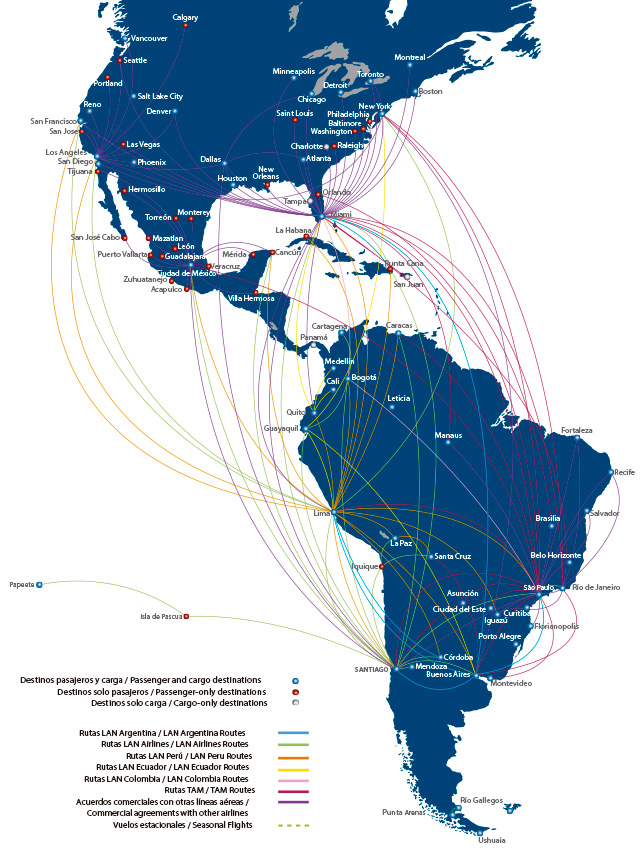 Calgary
Vancouver
Seattle
Montreal
Minneapolis
Toronto
Portland
Detroit
Salt Lake City
Chicago
Boston
Reno
Denver
New York
Saint Louis
Philadelphia
San Francisco
Baltimore
San Jose
Washington
Las Vegas
Charlotte
Raleigh
Los Angeles
Dallas
Atlanta
San Diego
Phoenix
Tijuana
Houston
New
Orleans
Hermosillo
Orlando
Tampa
Miami
Torreón
Monterey
La Habana
San José Cabo
Mazatlan
León
Mérida
Cancún
Puerto Vallarta
Guadalajara
Veracruz
Punta Cana
Ciudad de México
San Juan
Zuhuatanejo
Acapulco
Villa Hermosa
Cartagena
Caracas
Panamá
Medellín
Bogotá
Cali
Leticia
Quito
Guayaquil
Fortaleza
Manaus
Recife
Lima
Salvador
Brasilia
La Paz
Santa Cruz
Belo Horizonte
Iquique
Papeete
São Paulo
Río de Janeiro
Asunción
Ciudad del Este
Curitiba
Isla de Pascua
Iguazú
Florianopolis
Porto Alegre
Córdoba
SANTIAGO
Mendoza
Buenos Aires
Montevideo
Destinos pasajeros y carga / Passenger and cargo destinations
Destinos solo pasajeros / Passenger-only destinations
Destinos solo carga / Cargo-only destinations
Rutas LAN Argentina / LAN Argentina Routes
Rutas LAN Airlines / LAN Airlines Routes
Rutas LAN Perú / LAN Peru Routes
Rutas LAN Ecuador / LAN Ecuador Routes
Rutas LAN Colombia / LAN Colombia Routes
Rutas TAM / TAM Routes
Acuerdos comerciales con otras líneas aéreas /
Commercial agreements with other airlines
Vuelos estacionales / Seasonal Flights
Río Gallegos
Punta Arenas
Ushuaia